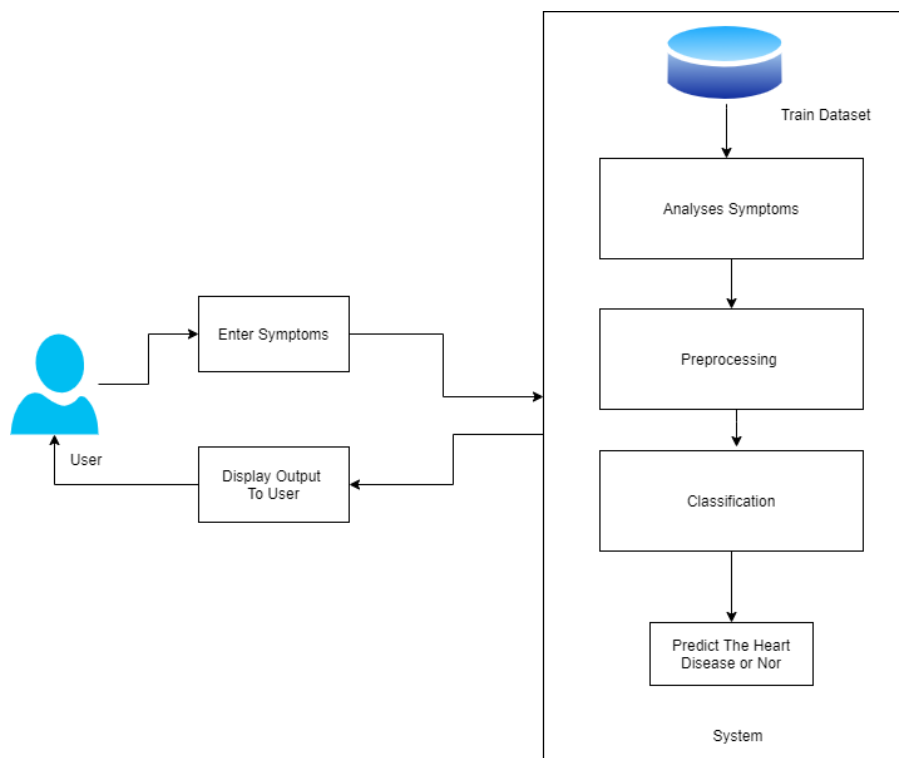 Train Dataset
Analyses Symptoms
Enter Symptoms
Preprocessing
User
Display Output
To User
Classification
Predict The Heart
Disease or Nor
System